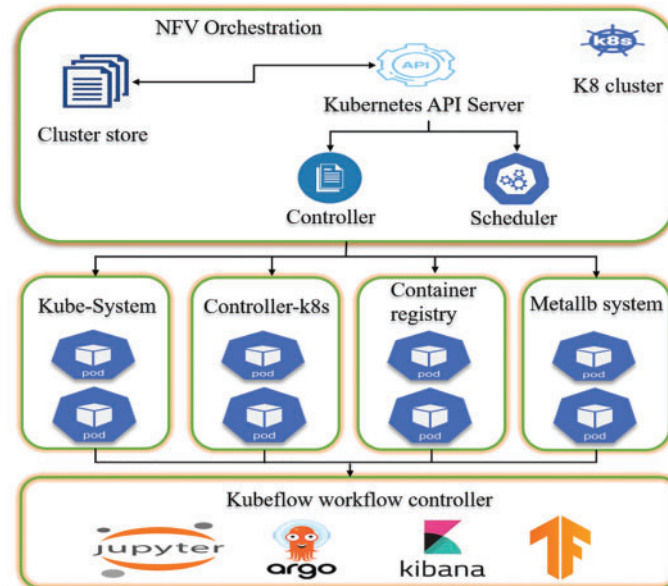 NFV Orchestration
API
k8s
Kubernetes API Server
K8 cluster
Cluster store
Controller
Scheduler
Kube-System
Controller-k8s
Container
registry
Metallb system
pod
pod
pod
pod
pod
pod
pod
pod
Kubeflow workflow controller
jupyter
argo
kibana